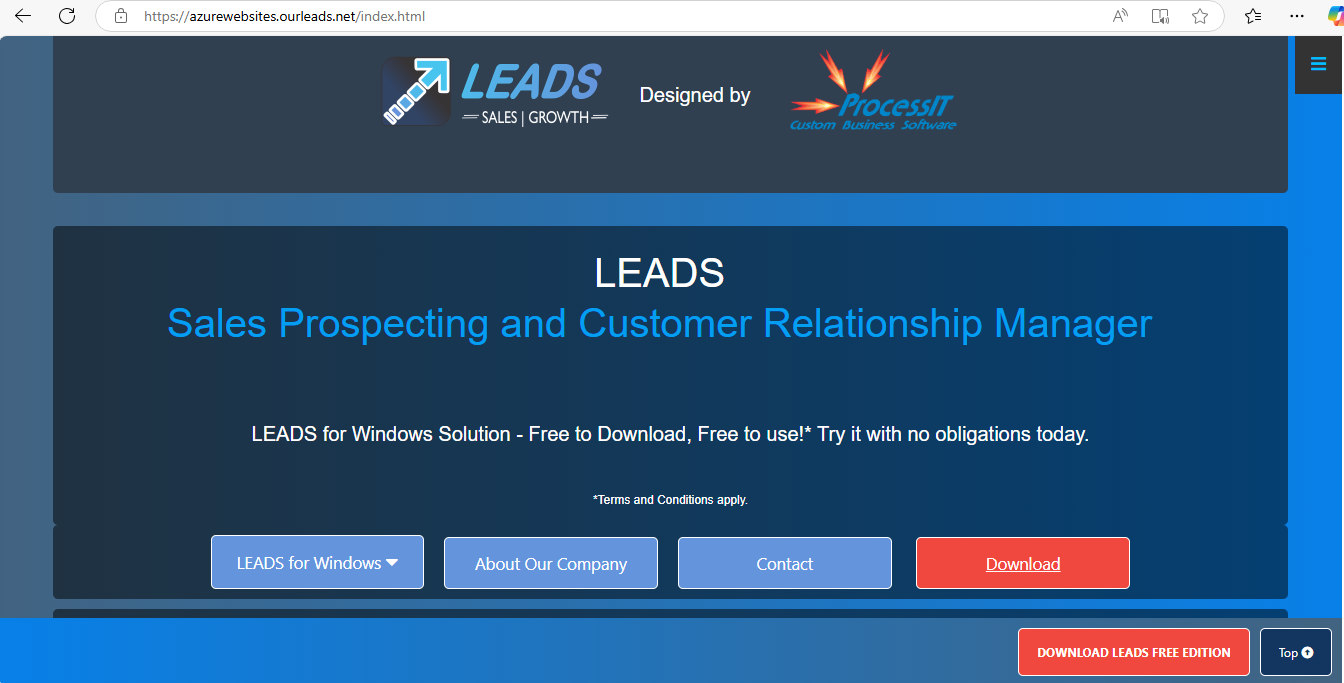 https://azurewebsites.ourleads.net/index.html
LEADS
SALES | GROWTH
Designed by
ProcessIT
Custom Business Software
LEADS
Sales Prospecting and Customer Relationship Manager
LEADS for Windows Solution - Free to Download, Free to use!* Try it with no obligations today.
*Terms and Conditions apply.
LEADS for Windows
About Our Company
Contact
Download
DOWNLOAD LEADS FREE EDITION
Top